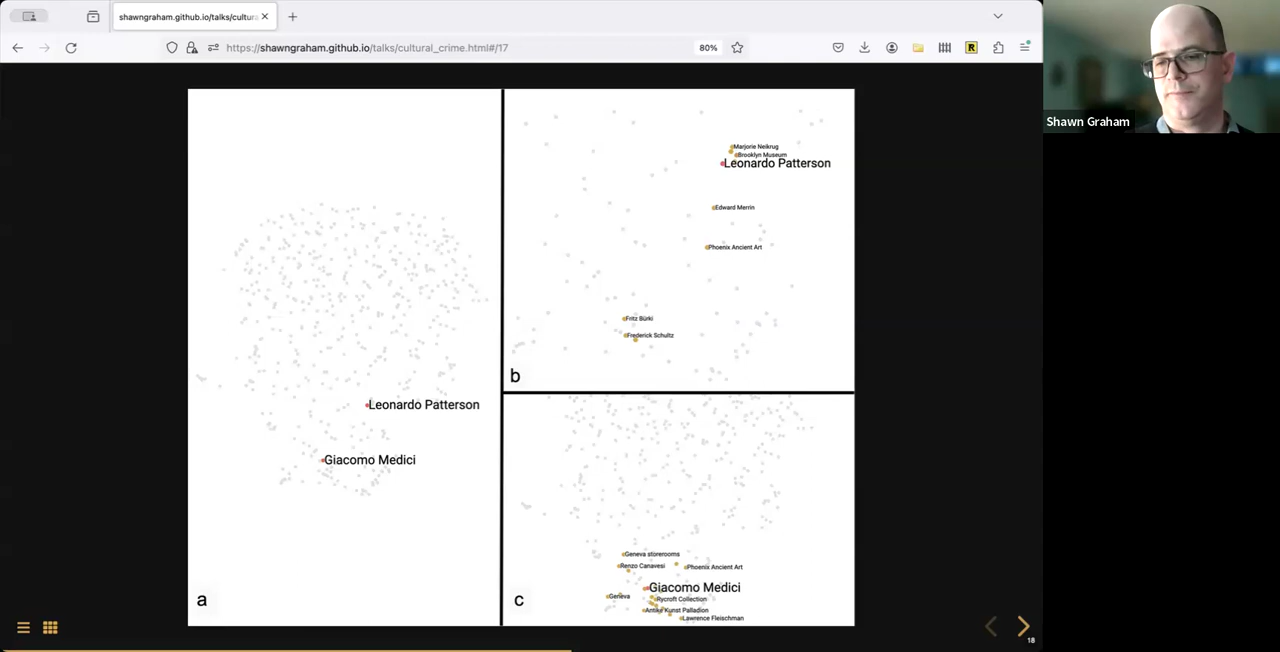 shawngraham.github.io/talks/cultura
https://shawngraham.github.io/talks/cultural_crime.html#/17
80%
R
Shawn Graham
Leonardo Patterson
Giacomo Medici
a
Marjorie Neikrug
Brooklyn Museum
Leonardo Patterson
Edward Merrin
Phoenix Ancient Art
Fritz Bürki
Frederick Schultz
b
Geneva storerooms
Renzo Canavesi
Phoenix Ancient Art
Giacomo Medici
Geneva
Rycroft Collection
Antike Kunst Palladion
Lawrence Fleischman
c
18